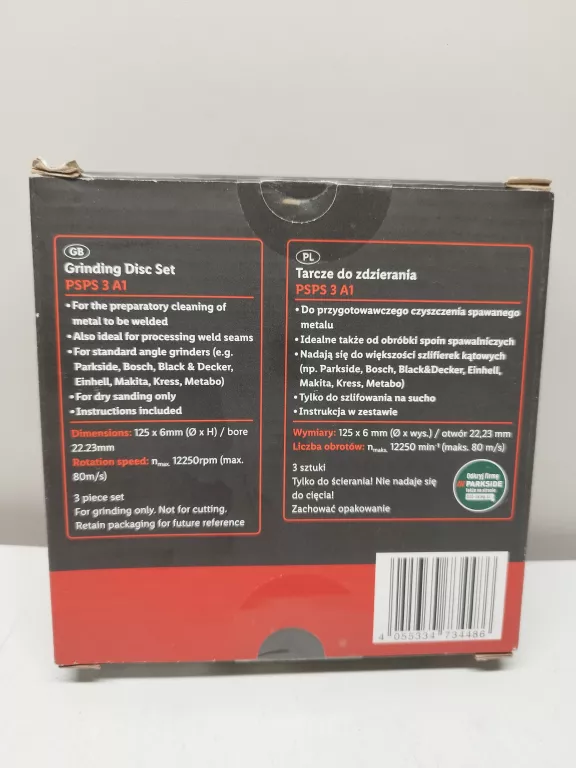 GB
Grinding Disc Set
PSPS 3 A1
• For the preparatory cleaning of
metal to be welded
• Also ideal for processing weld seams
• For standard angle grinders (e.g.
Parkside, Bosch, Black & Decker,
Einhell, Makita, Kress, Metabo)
• For dry sanding only
• Instructions included
Dimensions: 125 x 6mm (Ø x H) / bore
22.23mm
Rotation speed: nmax. 12250rpm (max.
80m/s)
3 piece set
For grinding only. Not for cutting.
Retain packaging for future reference
PL
Tarcze do zdzierania
PSPS 3 A1
• Do przygotowawczego czyszczenia spawanego
metalu
• Idealne także od obróbki spoin spawalniczych
• Nadają się do większości szlifierek kątowych
(np. Parkside, Bosch, Black&Decker, Einhell,
Makita, Kress, Metabo)
• Tylko do szlifowania na sucho
• Instrukcja w zestawie
Wymiary: 125 x 6 mm (Ø x wys.) / otwór 22,23 mm
Liczba obrotów: nmaks. 12250 min⁻¹ (maks. 80 m/s)
3 sztuki
Tylko do ścierania! Nie nadaje się
do cięcia!
Zachować opakowanie
Odkryj firmę
PARKSIDE
4 055334 734486